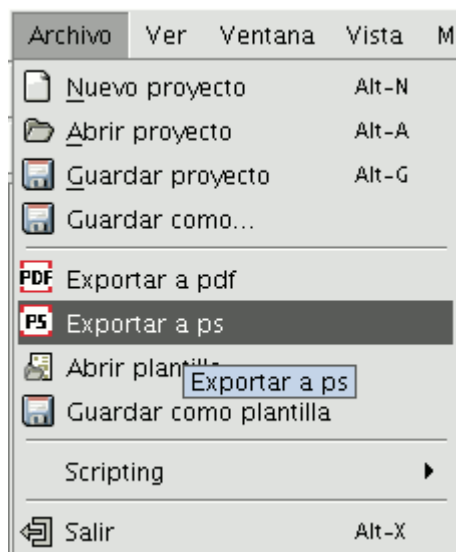 Archivo Ver Ventana Vista M
Nuevo proyecto Alt-N
Abrir proyecto Alt-A
Guardar proyecto Alt-G
Guardar como...
PDF Exportar a pdf
PS Exportar a ps
Abrir plantilla
Exportar a ps
Guardar como plantilla
Scripting
Salir Alt-X